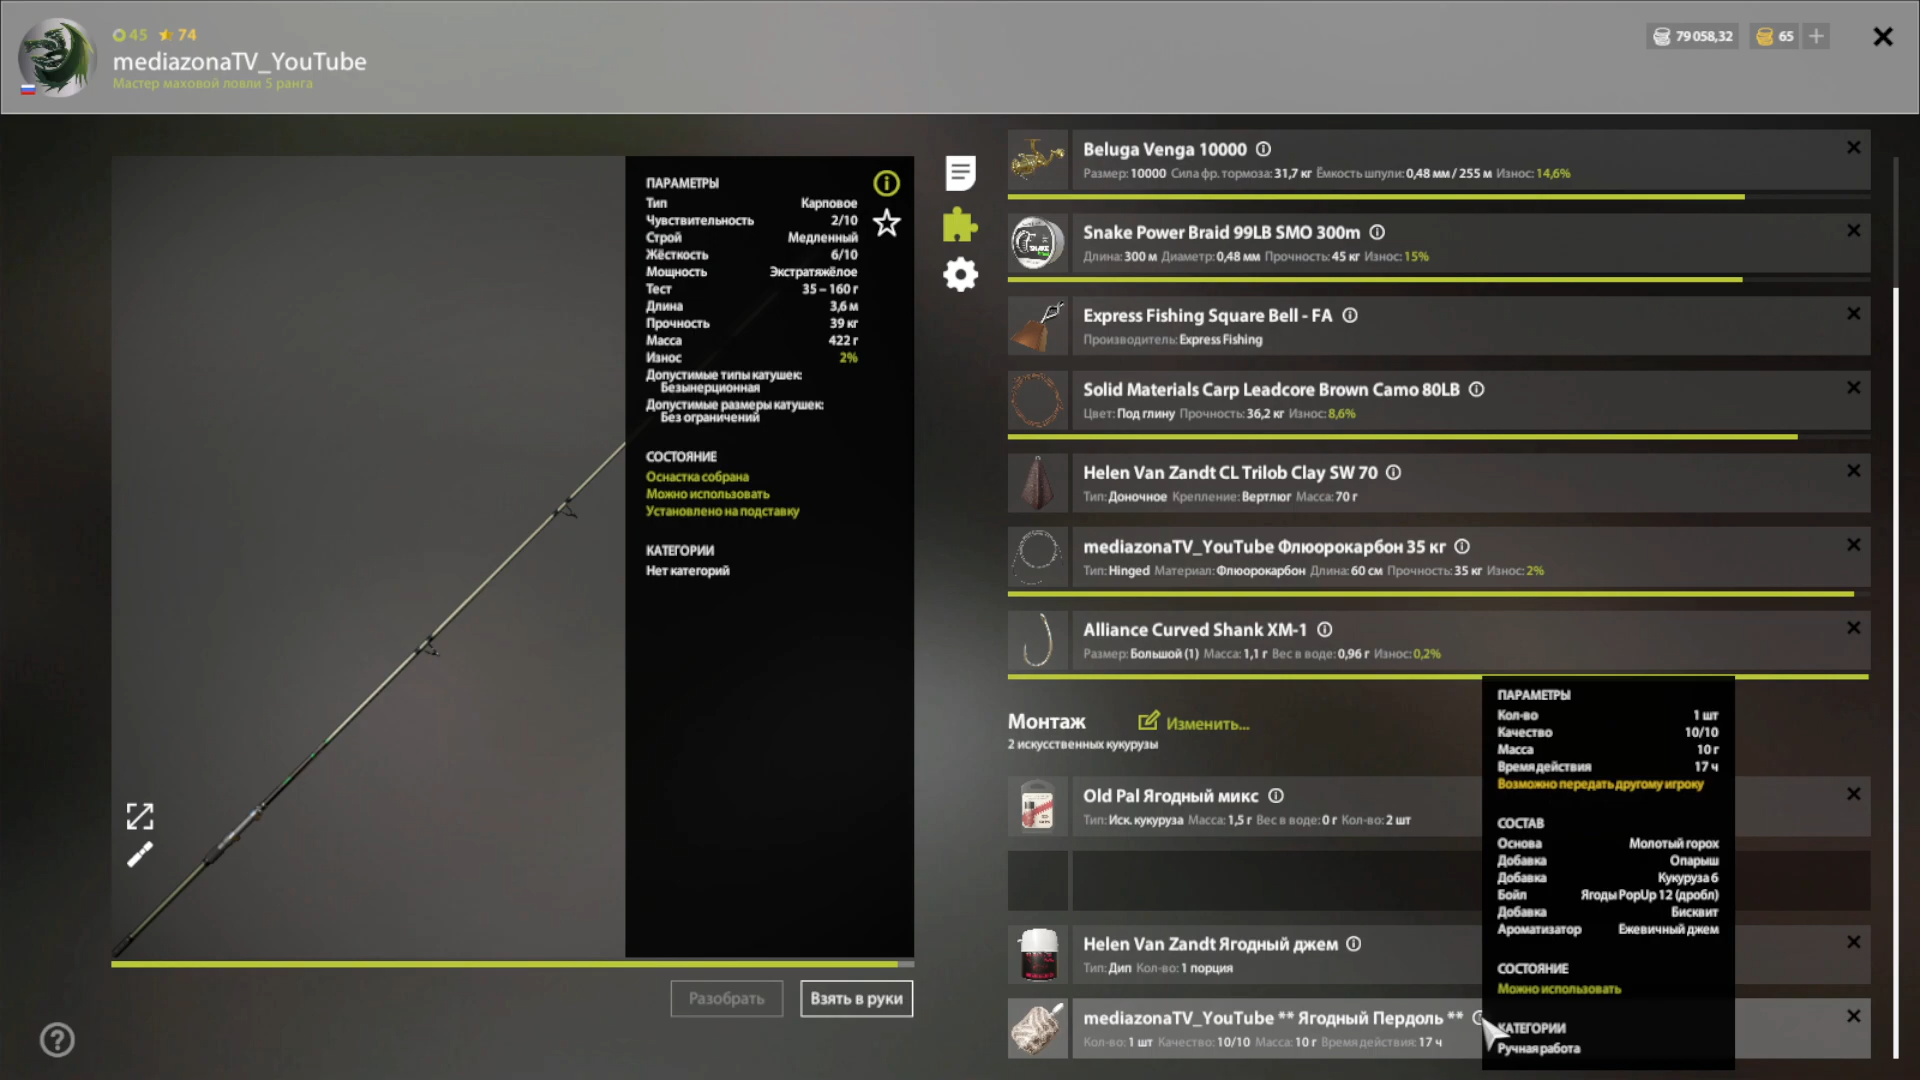 45 74
mediazonaTV_YouTube
Мастер маховой ловли 5 ранга
79 058,32
65
ПАРАМЕТРЫ
Тип Карповое
Чувствительность 2/10
Строй Медленный
Жёсткость 6/10
Мощность Экстратяжёлое
Тест 35 – 160 г
Длина 3,6 м
Прочность 39 кг
Масса 422 г
Износ 2%
Допустимые типы катушек:
Безынерционная
Допустимые размеры катушек:
Без ограничений
СОСТОЯНИЕ
Оснастка собрана
Можно использовать
Установлено на подставку
КАТЕГОРИИ
Нет категорий
Разобрать
Взять в руки
Beluga Venga 10000
Размер: 10000 Сила фр. тормоза: 31,7 кг Ёмкость шпули: 0,48 мм / 255 м Износ: 14,6%
Snake Power Braid 99LB SMO 300m
Длина: 300 м Диаметр: 0,48 мм Прочность: 45 кг Износ: 15%
Express Fishing Square Bell - FA
Производитель: Express Fishing
Solid Materials Carp Leadcore Brown Camo 80LB
Цвет: Под глину Прочность: 36,2 кг Износ: 8,6%
Helen Van Zandt CL Trilob Clay SW 70
Тип: Доночное Крепление: Вертлюг Масса: 70 г
mediazonaTV_YouTube Флюорокарбон 35 кг
Тип: Hinged Материал: Флюорокарбон Длина: 60 см Прочность: 35 кг Износ: 2%
Alliance Curved Shank XM-1
Размер: Большой (1) Масса: 1,1 г Вес в воде: 0,96 г Износ: 0,2%
Монтаж
Изменить...
2 искусственных кукурузы
Old Pal Ягодный микс
Тип: Иск. кукуруза Масса: 1,5 г Вес в воде: 0 г Кол-во: 2 шт
Helen Van Zandt Ягодный джем
Тип: Дип Кол-во: 1 порция
mediazonaTV_YouTube ** Ягодный Пердоль **
Кол-во: 1 шт Качество: 10/10 Масса: 10 г Время действия: 17 ч
ПАРАМЕТРЫ
Кол-во 1 шт
Качество 10/10
Масса 10 г
Время действия 17 ч
Возможно передать другому игроку
СОСТАВ
Основа Молотый горох
Добавка Опарыш
Добавка Кукуруза 6
Бойл Ягоды PopUp 12 (дробл)
Добавка Бисквит
Ароматизатор Ежевичный джем
СОСТОЯНИЕ
Можно использовать
КАТЕГОРИИ
Ручная работа